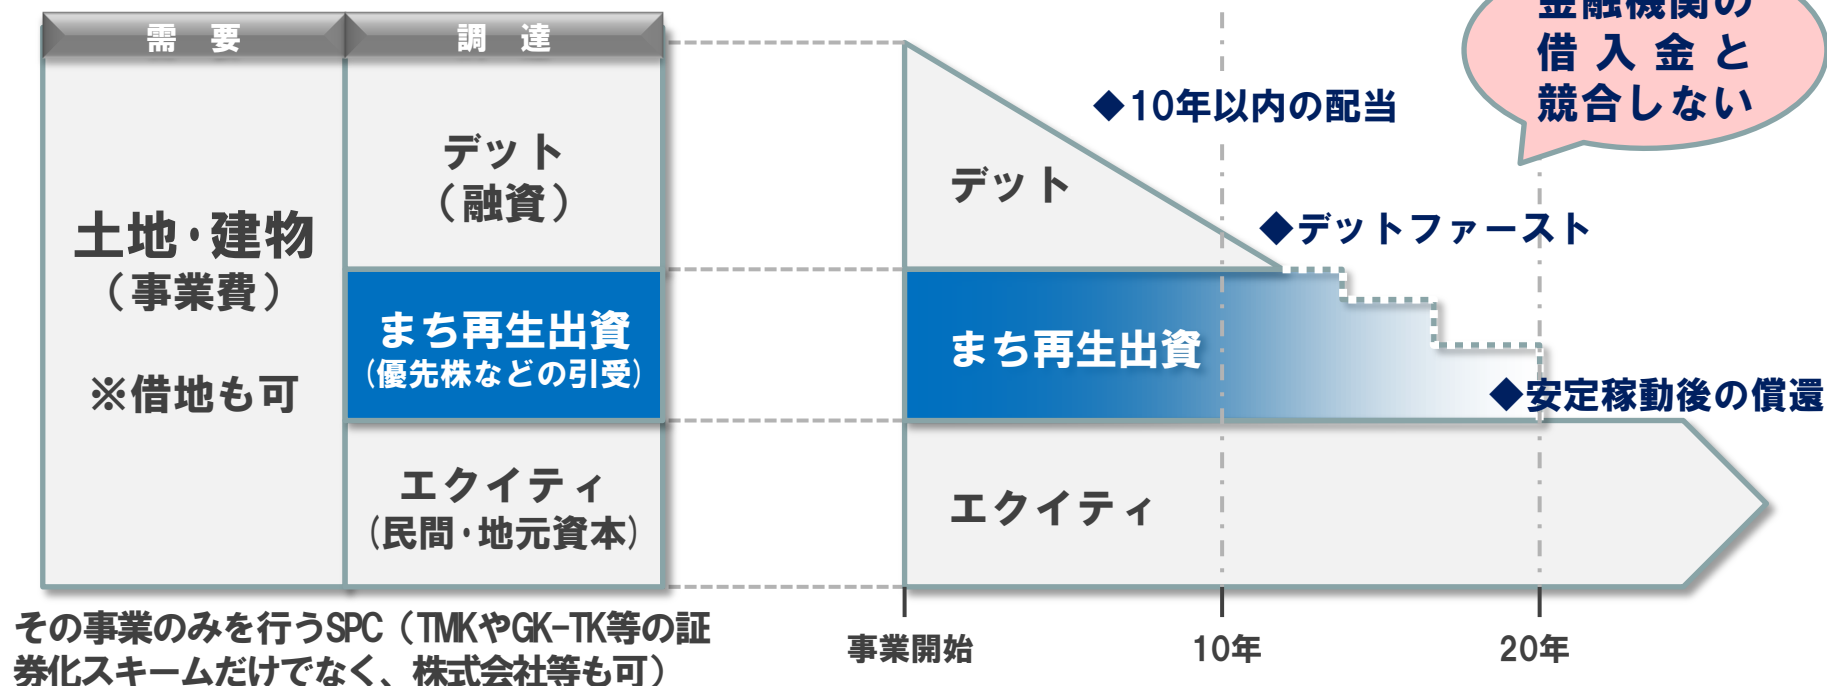 需 要
調 達
土地・建物
（事業費）
※借地も可
デット
（融資）
まち再生出資
(優先株などの引受)
エクイティ
(民間・地元資本)
その事業のみを行うSPC（TMKやGK-TK等の証
券化スキームだけでなく、株式会社等も可）
金融機関の
借入金と
競合しない
◆10年以内の配当
デット
◆デットファースト
まち再生出資
◆安定稼動後の償還
エクイティ
事業開始
10年
20年